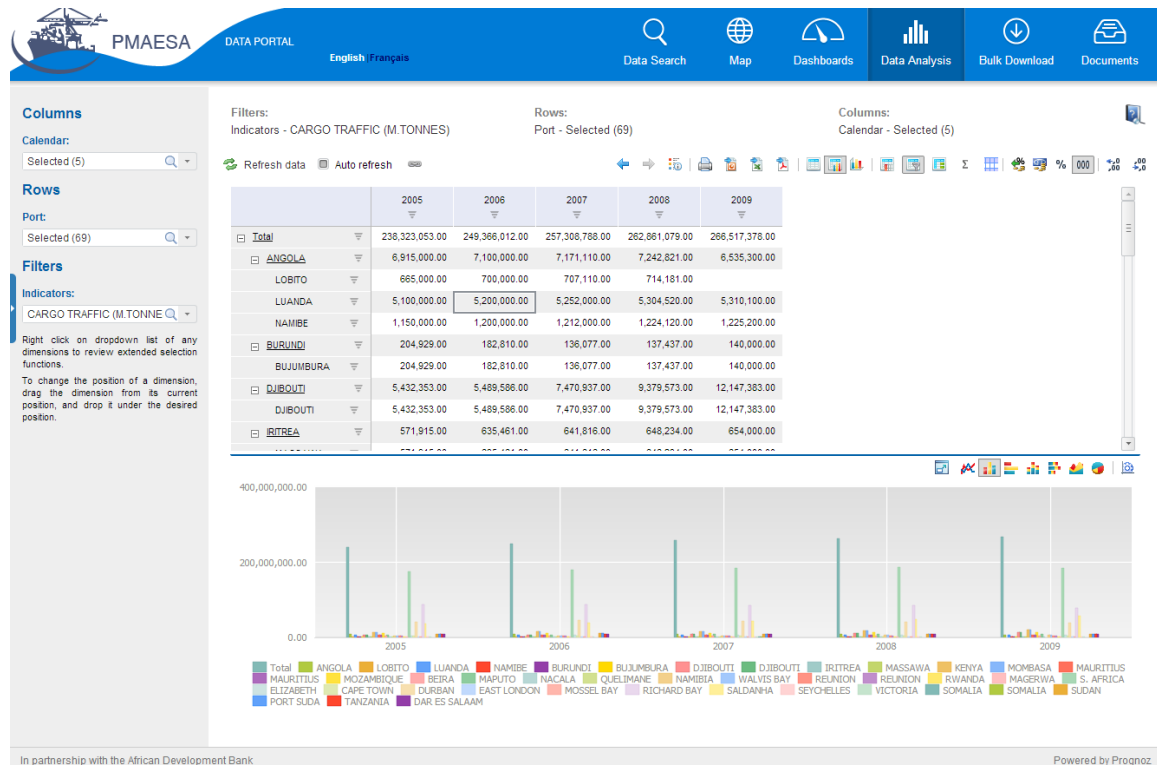 PMAESA
DATA PORTAL
English |Français
Data Search
Map
Dashboards
Data Analysis
Bulk Download
Documents
Columns
Calendar:
Selected (5)
Rows
Port:
Selected (69)
Filters
Indicators:
CARGO TRAFFIC (M.TONNE
Right click on dropdown list of any
dimensions to review extended selection
functions.
To change the position of a dimension,
drag the dimension from its current
position, and drop it under the desired
position.
Filters:
Indicators - CARGO TRAFFIC (M.TONNES)
Rows:
Port - Selected (69)
Columns:
Calendar - Selected (5)
Refresh data Auto refresh
Σ % 000
2005 2006 2007 2008 2009
Total 238,323,053.00 249,366,012.00 257,308,788.00 262,861,079.00 266,517,378.00
ANGOLA 6,915,000.00 7,100,000.00 7,171,110.00 7,242,821.00 6,535,300.00
LOBITO 665,000.00 700,000.00 707,110.00 714,181.00
LUANDA 5,100,000.00 5,200,000.00 5,252,000.00 5,304,520.00 5,310,100.00
NAMIBE 1,150,000.00 1,200,000.00 1,212,000.00 1,224,120.00 1,225,200.00
BURUNDI 204,929.00 182,810.00 136,077.00 137,437.00 140,000.00
BUJUMBURA 204,929.00 182,810.00 136,077.00 137,437.00 140,000.00
DJIBOUTI 5,432,353.00 5,489,586.00 7,470,937.00 9,379,573.00 12,147,383.00
DJIBOUTI 5,432,353.00 5,489,586.00 7,470,937.00 9,379,573.00 12,147,383.00
IRITREA 571,915.00 635,461.00 641,816.00 648,234.00 654,000.00
400,000,000.00
200,000,000.00
0.00
2005 2006 2007 2008 2009
Total ANGOLA LOBITO LUANDA NAMIBE BURUNDI BUJUMBURA DJIBOUTI DJIBOUTI IRITREA MASSAWA KENYA MOMBASA MAURITIUS
MAURITIUS MOZAMBIQUE BEIRA MAPUTO NACALA QUELIMANE NAMIBIA WALVIS BAY REUNION REUNION RWANDA MAGERWA S. AFRICA
ELIZABETH CAPE TOWN DURBAN EAST LONDON MOSSEL BAY RICHARD BAY SALDANHA SEYCHELLES VICTORIA SOMALIA SOMALIA SUDAN
PORT SUDA TANZANIA DAR ES SALAAM
In partnership with the African Development Bank
Powered by Prognoz